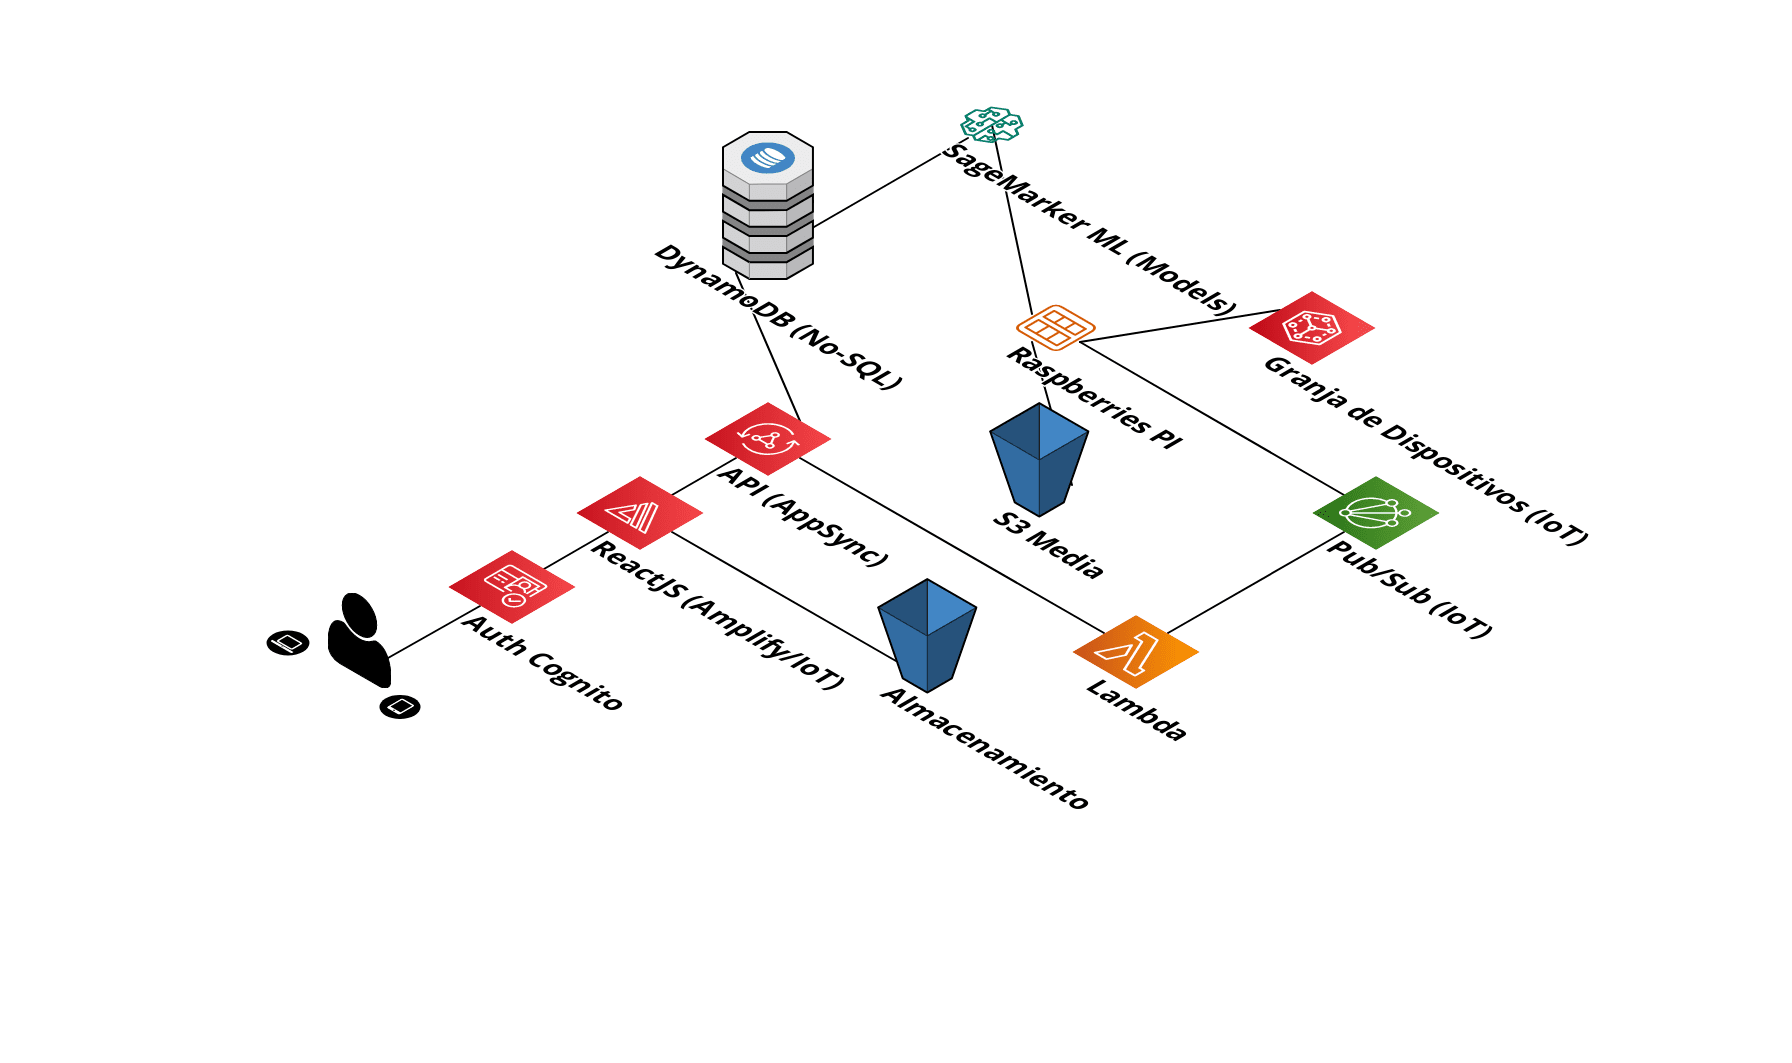 SageMarker ML (Models)
DynamoDB (No-SQL)
Raspberries PI
Granja de Dispositivos (IoT)
API (AppSync)
S3 Media
Pub/Sub (IoT)
ReactJS (Amplify/IoT)
Auth Cognito
Almacenamiento
Lambda